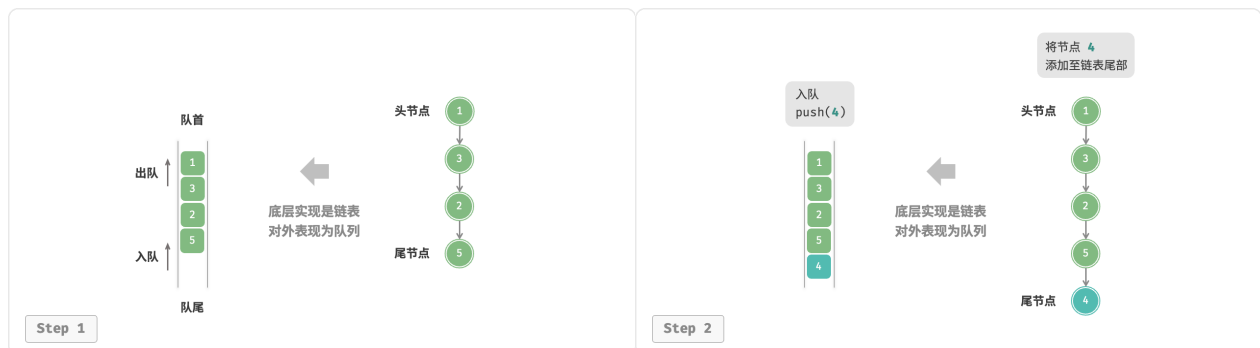 队首
出队
1
3
2
5
入队
队尾
底层实现是链表
对外表现为队列
头节点
1
3
2
尾节点
5
Step 1
入队
push(4)
1
3
2
5
4
底层实现是链表
对外表现为队列
将节点 4
添加至链表尾部
头节点
1
3
2
5
尾节点
4
Step 2